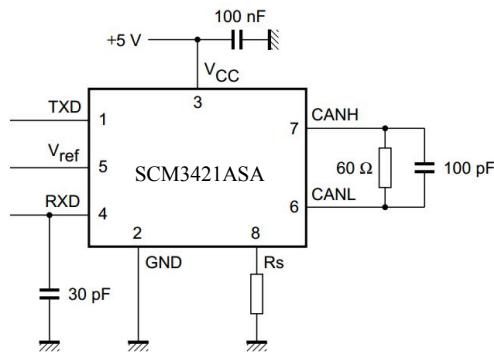 100 nF
+5 V
VCC
3
TXD
1
CANH
7
Vref
5
SCM3421ASA
60 Ω
100 pF
RXD
4
CANL
6
2
8
GND
Rs
30 pF